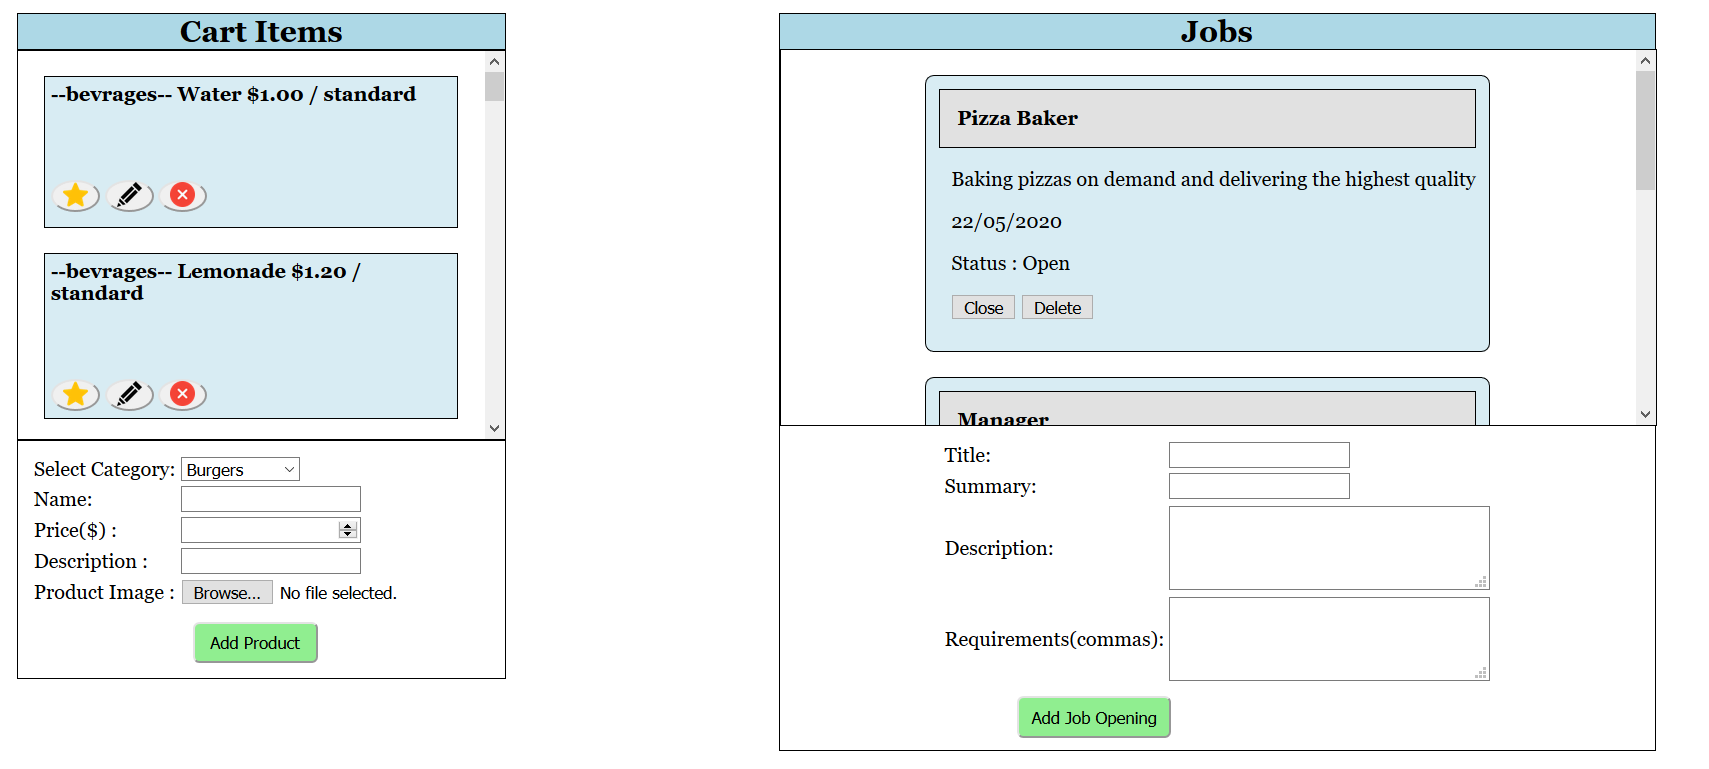 Cart Items
--bevrages-- Water $1.00 / standard
--bevrages-- Lemonade $1.20 /
standard
Select Category: Burgers
Name:
Price($) :
Description :
Product Image : Browse... No file selected.
Add Product
Jobs
Pizza Baker
Baking pizzas on demand and delivering the highest quality
22/05/2020
Status : Open
Close Delete
Manager
Title:
Summary:
Description:
Requirements(commas):
Add Job Opening